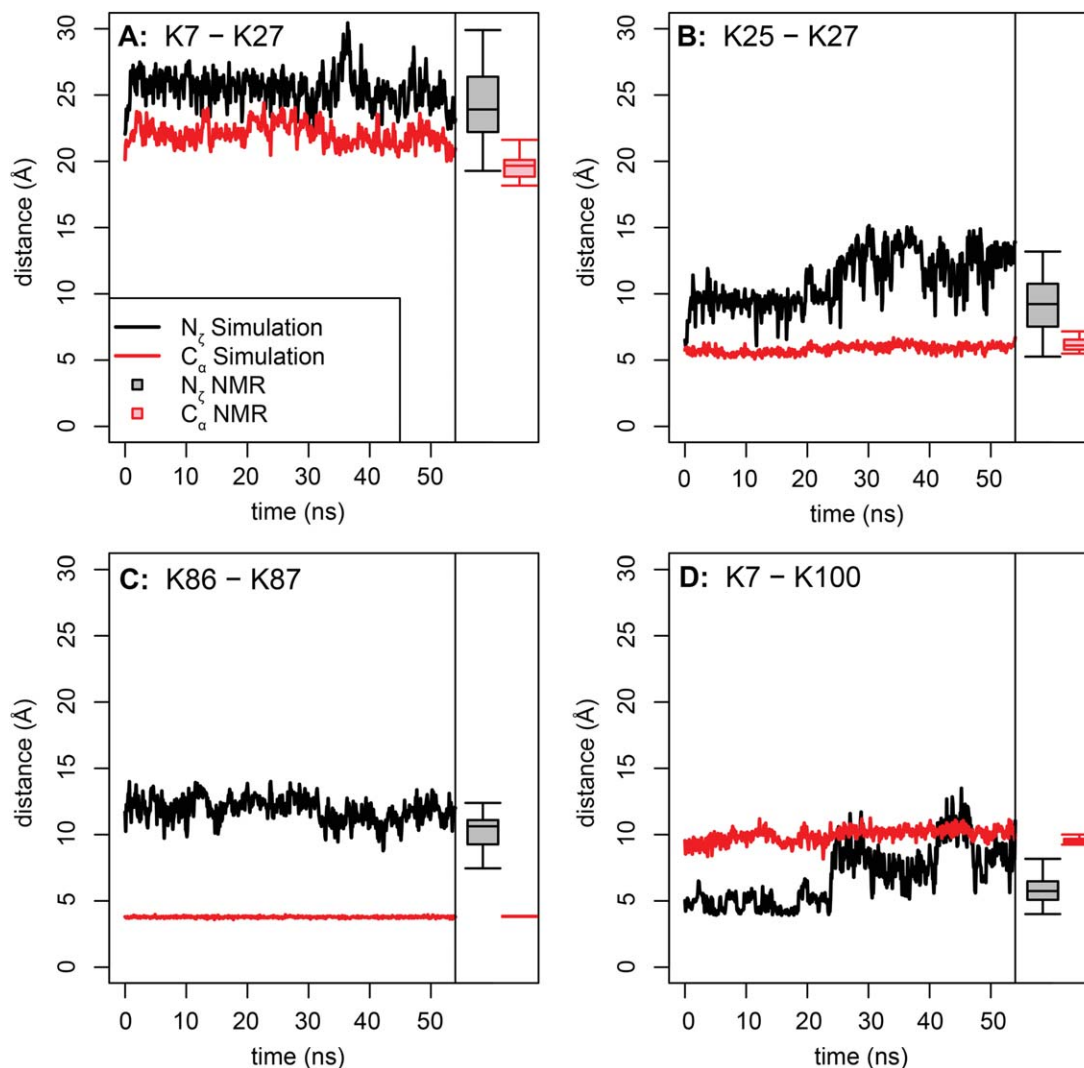 A: K7 − K27
distance (Å)
0 5 10 15 20 25 30
N_ζ Simulation
C_α Simulation
N_ζ NMR
C_α NMR
0 10 20 30 40 50
time (ns)
B: K25 − K27
distance (Å)
0 5 10 15 20 25 30
0 10 20 30 40 50
time (ns)
C: K86 − K87
distance (Å)
0 5 10 15 20 25 30
0 10 20 30 40 50
time (ns)
D: K7 − K100
distance (Å)
0 5 10 15 20 25 30
0 10 20 30 40 50
time (ns)